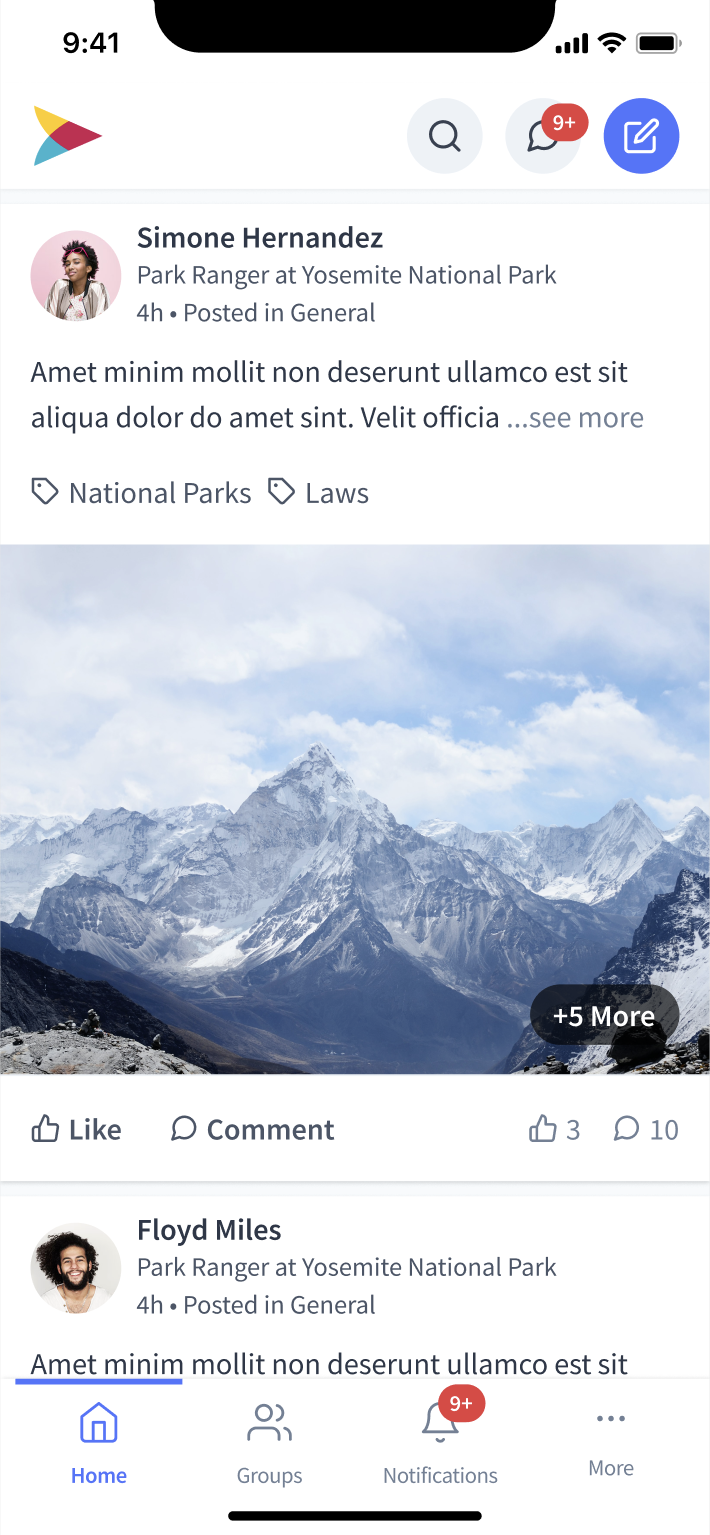 9:41
9+
Simone Hernandez
Park Ranger at Yosemite National Park
4h • Posted in General
Amet minim mollit non deserunt ullamco est sit
aliqua dolor do amet sint. Velit officia ...see more
National Parks Laws
+5 More
Like Comment 3 10
Floyd Miles
Park Ranger at Yosemite National Park
4h • Posted in General
Amet minim mollit non deserunt ullamco est sit
9+
Home Groups Notifications More